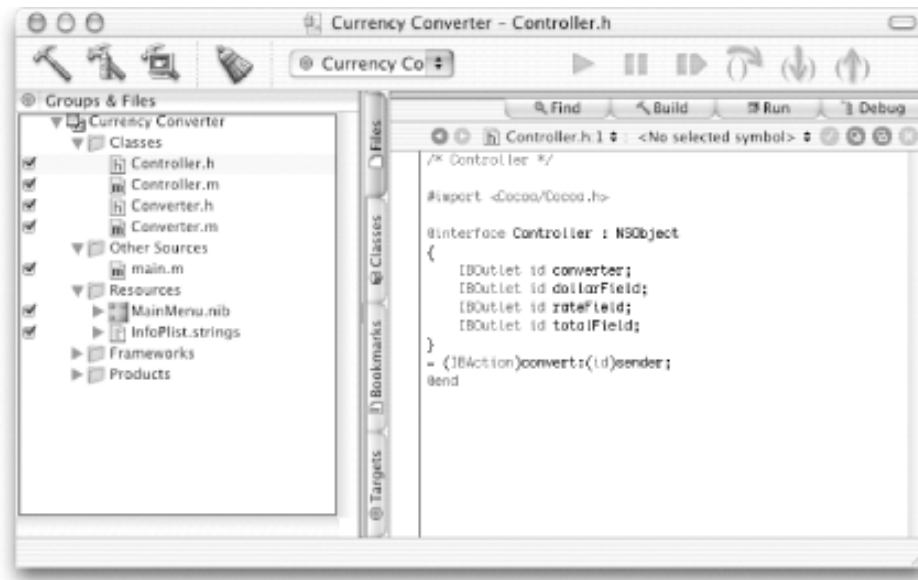 Currency Converter – Controller.h
Currency Co
Groups & Files
Currency Converter
Classes
Controller.h
Controller.m
Converter.h
Converter.m
Other Sources
main.m
Resources
MainMenu.nib
InfoPlist.strings
Frameworks
Products
Files
Classes
Bookmarks
Targets
Find
Build
Run
Debug
Controller.h:1
<No selected symbol>
/* Controller */
#import <Cocoa/Cocoa.h>
@interface Controller : NSObject
{
IBOutlet id converter;
IBOutlet id dollarField;
IBOutlet id rateField;
IBOutlet id totalField;
}
- (IBAction)convert:(id)sender;
@end